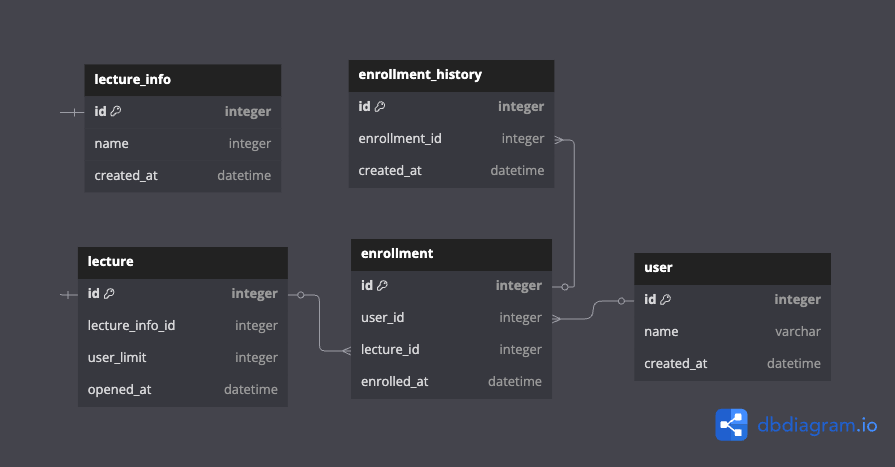 lecture_info
id integer
name integer
created_at datetime
enrollment_history
id integer
enrollment_id integer
created_at datetime
lecture
id integer
lecture_info_id integer
user_limit integer
opened_at datetime
enrollment
id integer
user_id integer
lecture_id integer
enrolled_at datetime
user
id integer
name varchar
created_at datetime
dbdiagram.io